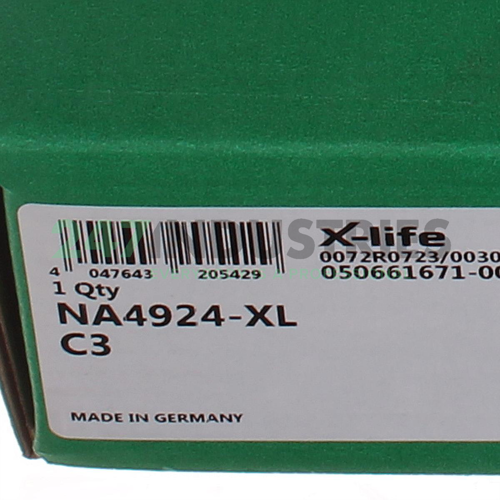 X-life
0072R0723/0030
050661671-00
4 047643 205429
1 Qty
NA4924-XL
C3
MADE IN GERMANY